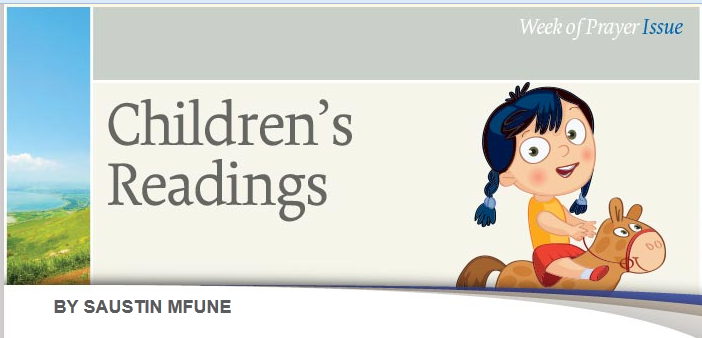 Week of Prayer Issue
Children’s
Readings
BY SAUSTIN MFUNE